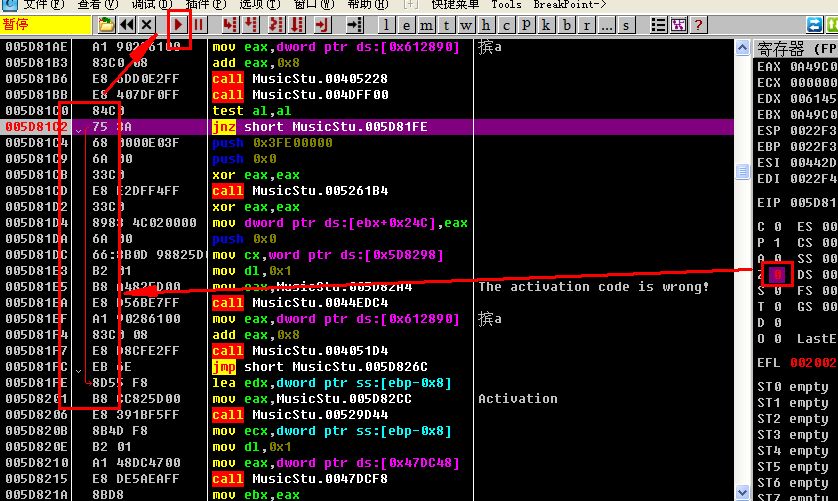 文件(F) 查看(V) 调试(D) 插件(P) 选项(T) 窗口(W) 帮助(H) [+] 快捷菜单 Tools BreakPoint->
暂停 l e m t w h c p k b r ... s ?
005D81AE A1 90286100 mov eax,dword ptr ds:[0x612890] 摈a
005D81B3 83C0 08 add eax,0x8
005D81B6 E8 6DD0E2FF call MusicStu.00405228
005D81BB E8 407DF0FF call MusicStu.004DFF00
005D81C0 84C0 test al,al
005D81C2 75 3A jnz short MusicStu.005D81FE
005D81C4 68 0000E03F push 0x3FE00000
005D81C9 6A 00 push 0x0
005D81CB 33C0 xor eax,eax
005D81CD E8 E2DFF4FF call MusicStu.005261B4
005D81D2 33C0 xor eax,eax
005D81D4 8983 4C020000 mov dword ptr ds:[ebx+0x24C],eax
005D81DA 6A 00 push 0x0
005D81DC 66:8B0D 98825D0 mov cx,word ptr ds:[0x5D8298]
005D81E3 B2 01 mov dl,0x1
005D81E5 B8 A4825D00 mov eax,MusicStu.005D82A4 The activation code is wrong!
005D81EA E8 D56BE7FF call MusicStu.0044EDC4
005D81EF A1 90286100 mov eax,dword ptr ds:[0x612890] 摈a
005D81F4 83C0 08 add eax,0x8
005D81F7 E8 D8CFE2FF call MusicStu.004051D4
005D81FC EB 6E jmp short MusicStu.005D826C
005D81FE 8D55 F8 lea edx,dword ptr ss:[ebp-0x8]
005D8201 B8 CC825D00 mov eax,MusicStu.005D82CC Activation
005D8206 E8 391BF5FF call MusicStu.00529D44
005D820B 8B4D F8 mov ecx,dword ptr ss:[ebp-0x8]
005D820E B2 01 mov dl,0x1
005D8210 A1 48DC4700 mov eax,dword ptr ds:[0x47DC48]
005D8215 E8 DE5AEAFF call MusicStu.0047DCF8
005D821A 8BD8 mov ebx,eax
寄存器 (FP
EAX 0A49C0
ECX 000000
EDX 006145
EBX 0A49C0
ESP 0022F3
EBP 0022F3
ESI 00442D
EDI 0022F4
EIP 005D81
C 0 ES 00
P 1 CS 00
A 0 SS 00
Z 0 DS 00
S 0 FS 00
T 0 GS 00
D 0
O 0 LastE
EFL 002002
ST0 empty
ST1 empty
ST2 empty
ST3 empty
ST4 empty
ST5 empty
ST6 empty
ST7 empty